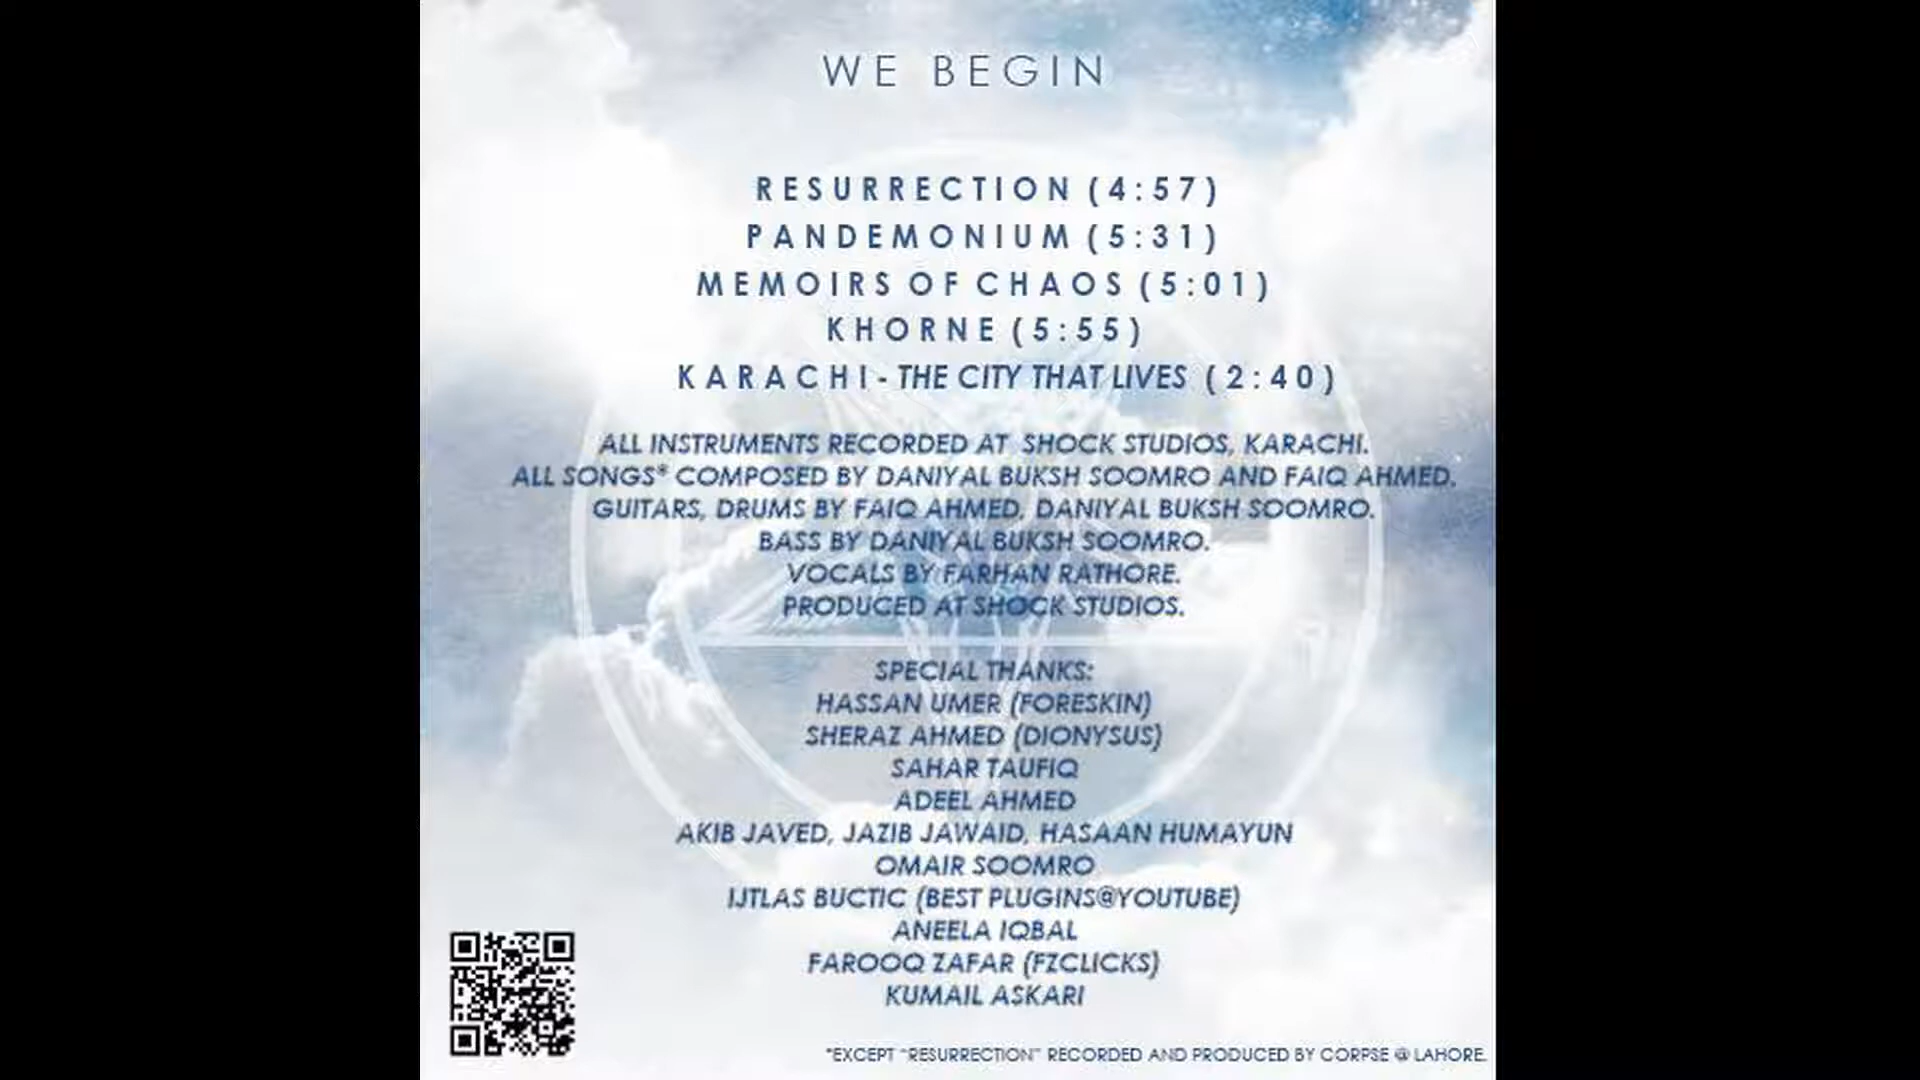 WE BEGIN
RESURRECTION (4:57)
PANDEMONIUM (5:31)
MEMOIRS OF CHAOS (5:01)
KHORNE (5:55)
KARACHI - THE CITY THAT LIVES (2:40)
ALL INSTRUMENTS RECORDED AT SHOCK STUDIOS, KARACHI.
ALL SONGS* COMPOSED BY DANIYAL BUKSH SOOMRO AND FAIQ AHMED.
GUITARS, DRUMS BY FAIQ AHMED, DANIYAL BUKSH SOOMRO.
BASS BY DANIYAL BUKSH SOOMRO.
VOCALS BY FARHAN RATHORE.
PRODUCED AT SHOCK STUDIOS.
SPECIAL THANKS:
HASSAN UMER (FORESKIN)
SHERAZ AHMED (DIONYSUS)
SAHAR TAUFIQ
ADEEL AHMED
AKIB JAVED, JAZIB JAWAID, HASAAN HUMAYUN
OMAIR SOOMRO
IJTLAS BUCTIC (BEST PLUGINS@YOUTUBE)
ANEELA IQBAL
FAROOQ ZAFAR (FZCLICKS)
KUMAIL ASKARI
*EXCEPT "RESURRECTION" RECORDED AND PRODUCED BY CORPSE @ LAHORE.